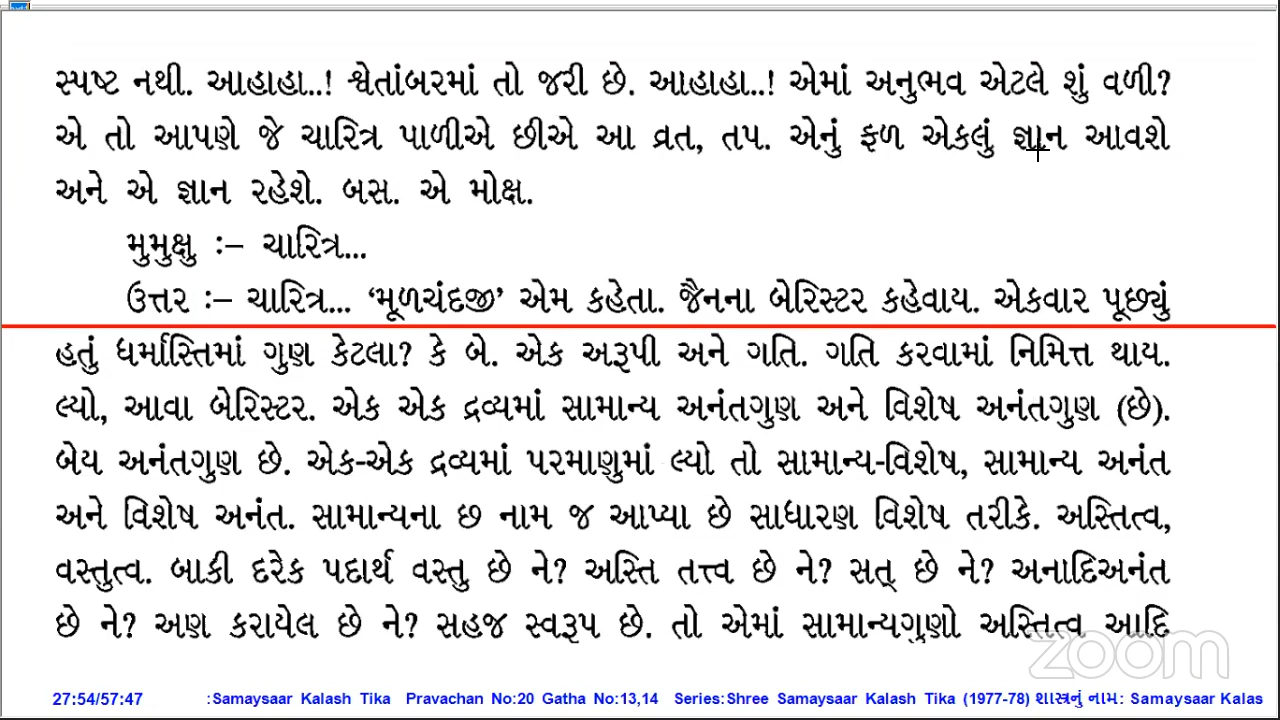 સ્પષ્ટ નથી. આહાહા..! શ્વેતાંબરમાં તો જરી છે. આહાહા..! એમાં અનુભવ એટલે શું વળી?
એ તો આપણે જે ચારિત્ર પાળીએ છીએ આ વ્રત, તપ. એનું ફળ એકલું જ્ઞાન આવશે
અને એ જ્ઞાન રહેશે. બસ. એ મોક્ષ.
મુમુક્ષુ :– ચારિત્ર...
ઉત્તર :– ચારિત્ર... ‘મૂળચંદજી’ એમ કહેતા. જૈનના બેરિસ્ટર કહેવાય. એકવાર પૂછ્યું
હતું ધર્માસ્તિમાં ગુણ કેટલા? કે બે. એક અરૂપી અને ગતિ. ગતિ કરવામાં નિમિત્ત થાય.
લ્યો, આવા બેરિસ્ટર. એક એક દ્રવ્યમાં સામાન્ય અનંતગુણ અને વિશેષ અનંતગુણ (છે).
બેય અનંતગુણ છે. એક-એક દ્રવ્યમાં પરમાણુમાં લ્યો તો સામાન્ય-વિશેષ, સામાન્ય અનંત
અને વિશેષ અનંત. સામાન્યના છ નામ જ આપ્યા છે સાધારણ વિશેષ તરીકે. અસ્તિત્વ,
વસ્તુત્વ. બાકી દરેક પદાર્થ વસ્તુ છે ને? અસ્તિ તત્ત્વ છે ને? સત્ છે ને? અનાદિઅનંત
છે ને? અણ કરાયેલ છે ને? સહજ સ્વરૂપ છે. તો એમાં સામાન્યગુણો અસ્તિત્વ આદિ
zoom
27:54/57:47 :Samaysaar Kalash Tika Pravachan No:20 Gatha No:13,14 Series:Shree Samaysaar Kalash Tika (1977-78) શાસ્ત્રનું નામ: Samaysaar Kalas